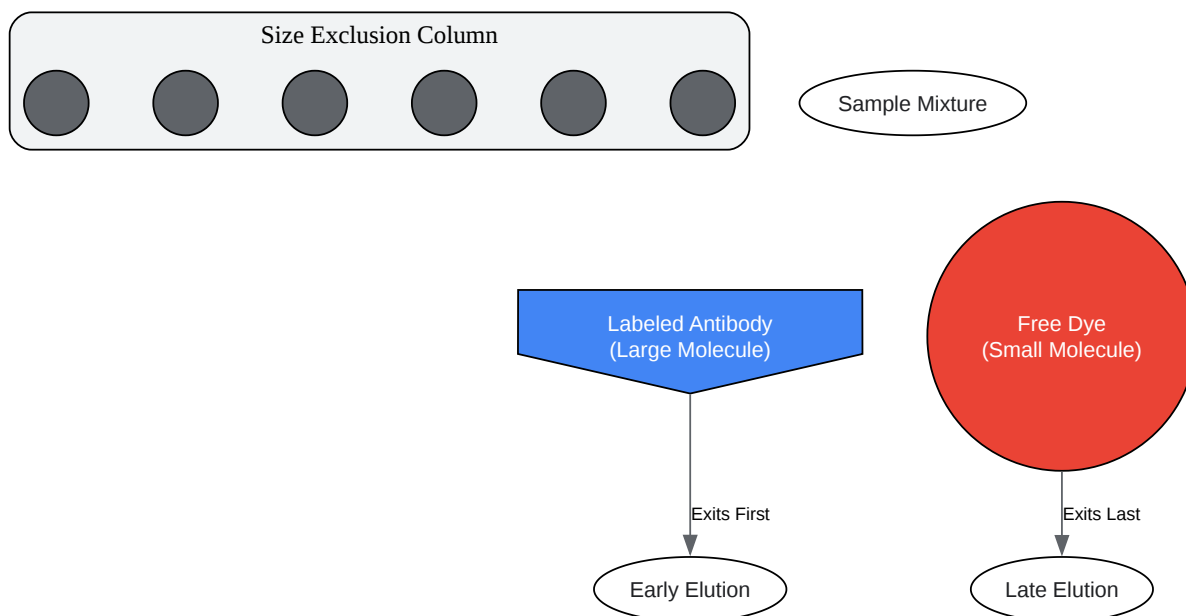 Size Exclusion Column
Sample Mixture
Labeled Antibody
(Large Molecule)
Free Dye
(Small Molecule)
Exits First
Exits Last
Early Elution
Late Elution